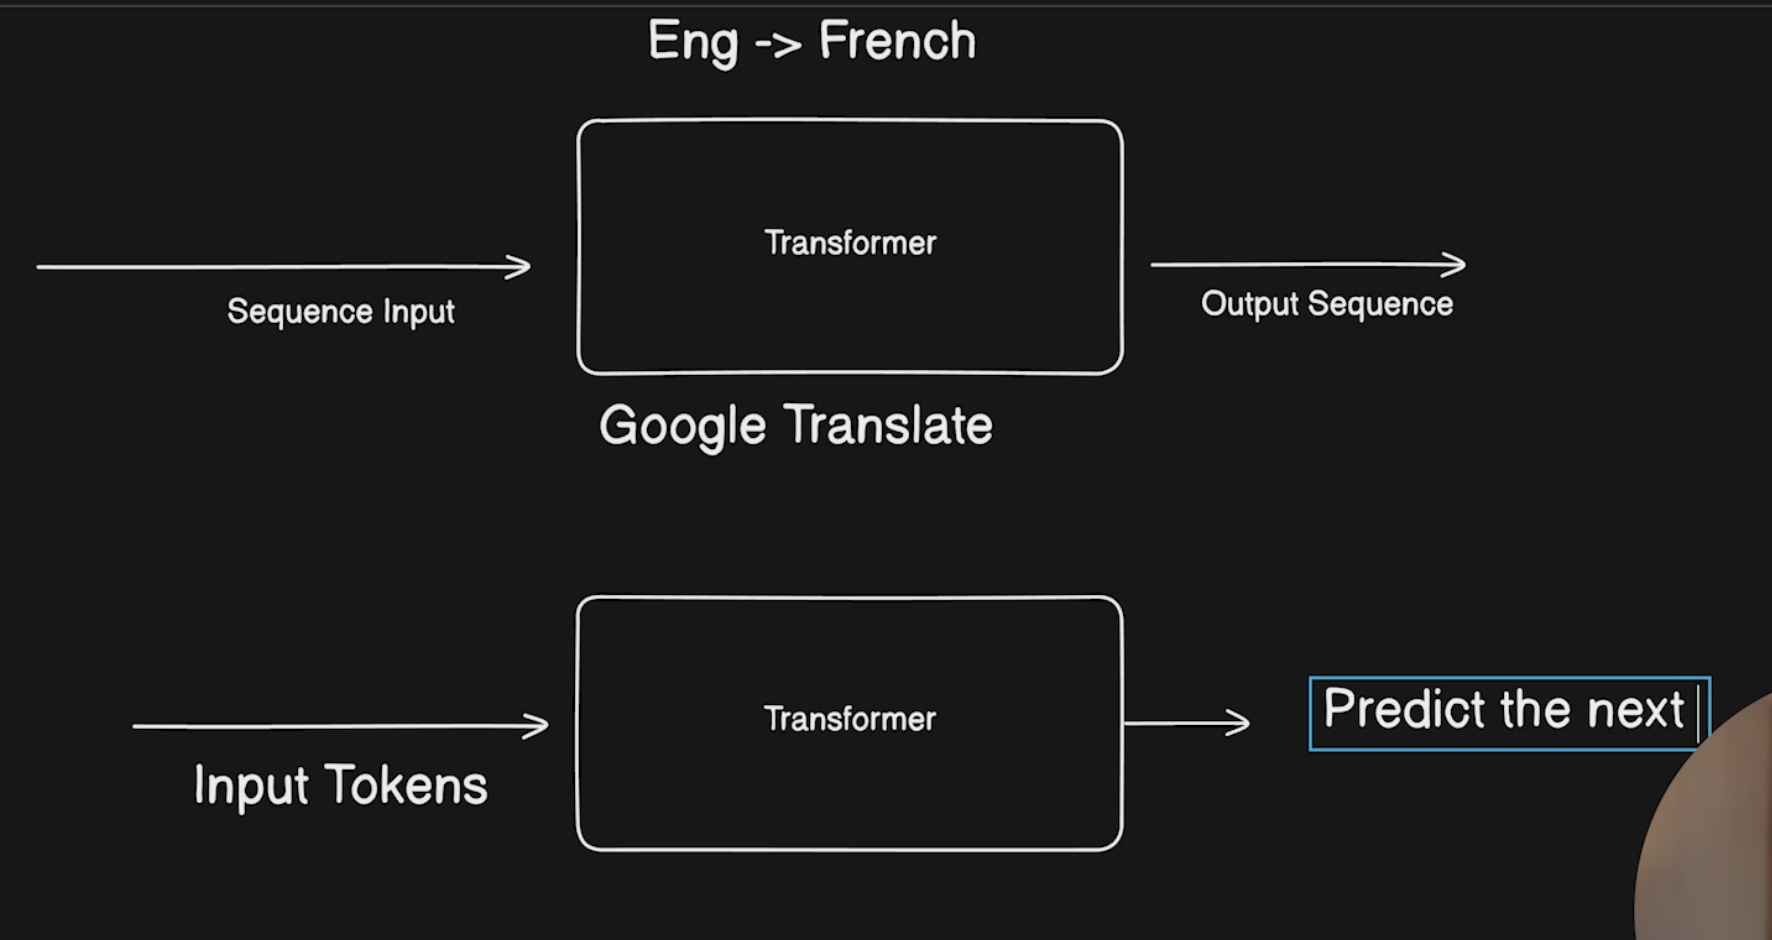 Eng -> French
Transformer
Sequence Input
Output Sequence
Google Translate
Transformer
Predict the next
Input Tokens